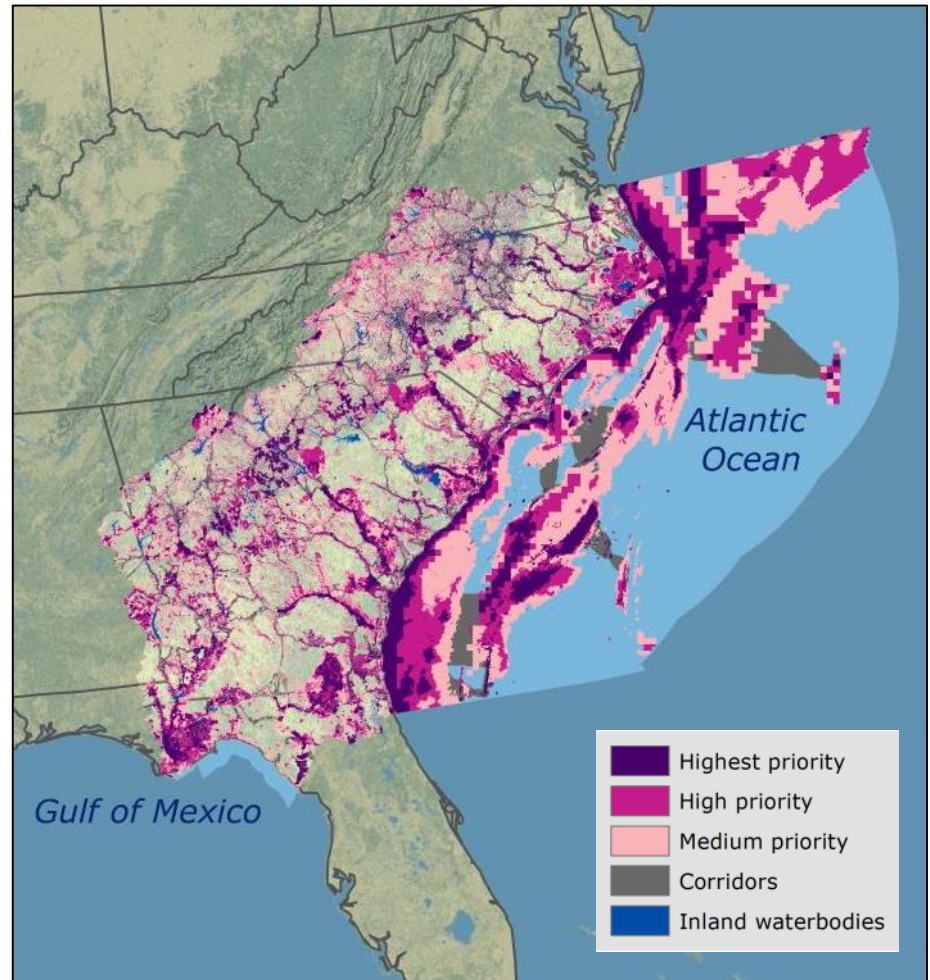 Atlantic
Ocean
Gulf of Mexico
Highest priority
High priority
Medium priority
Corridors
Inland waterbodies